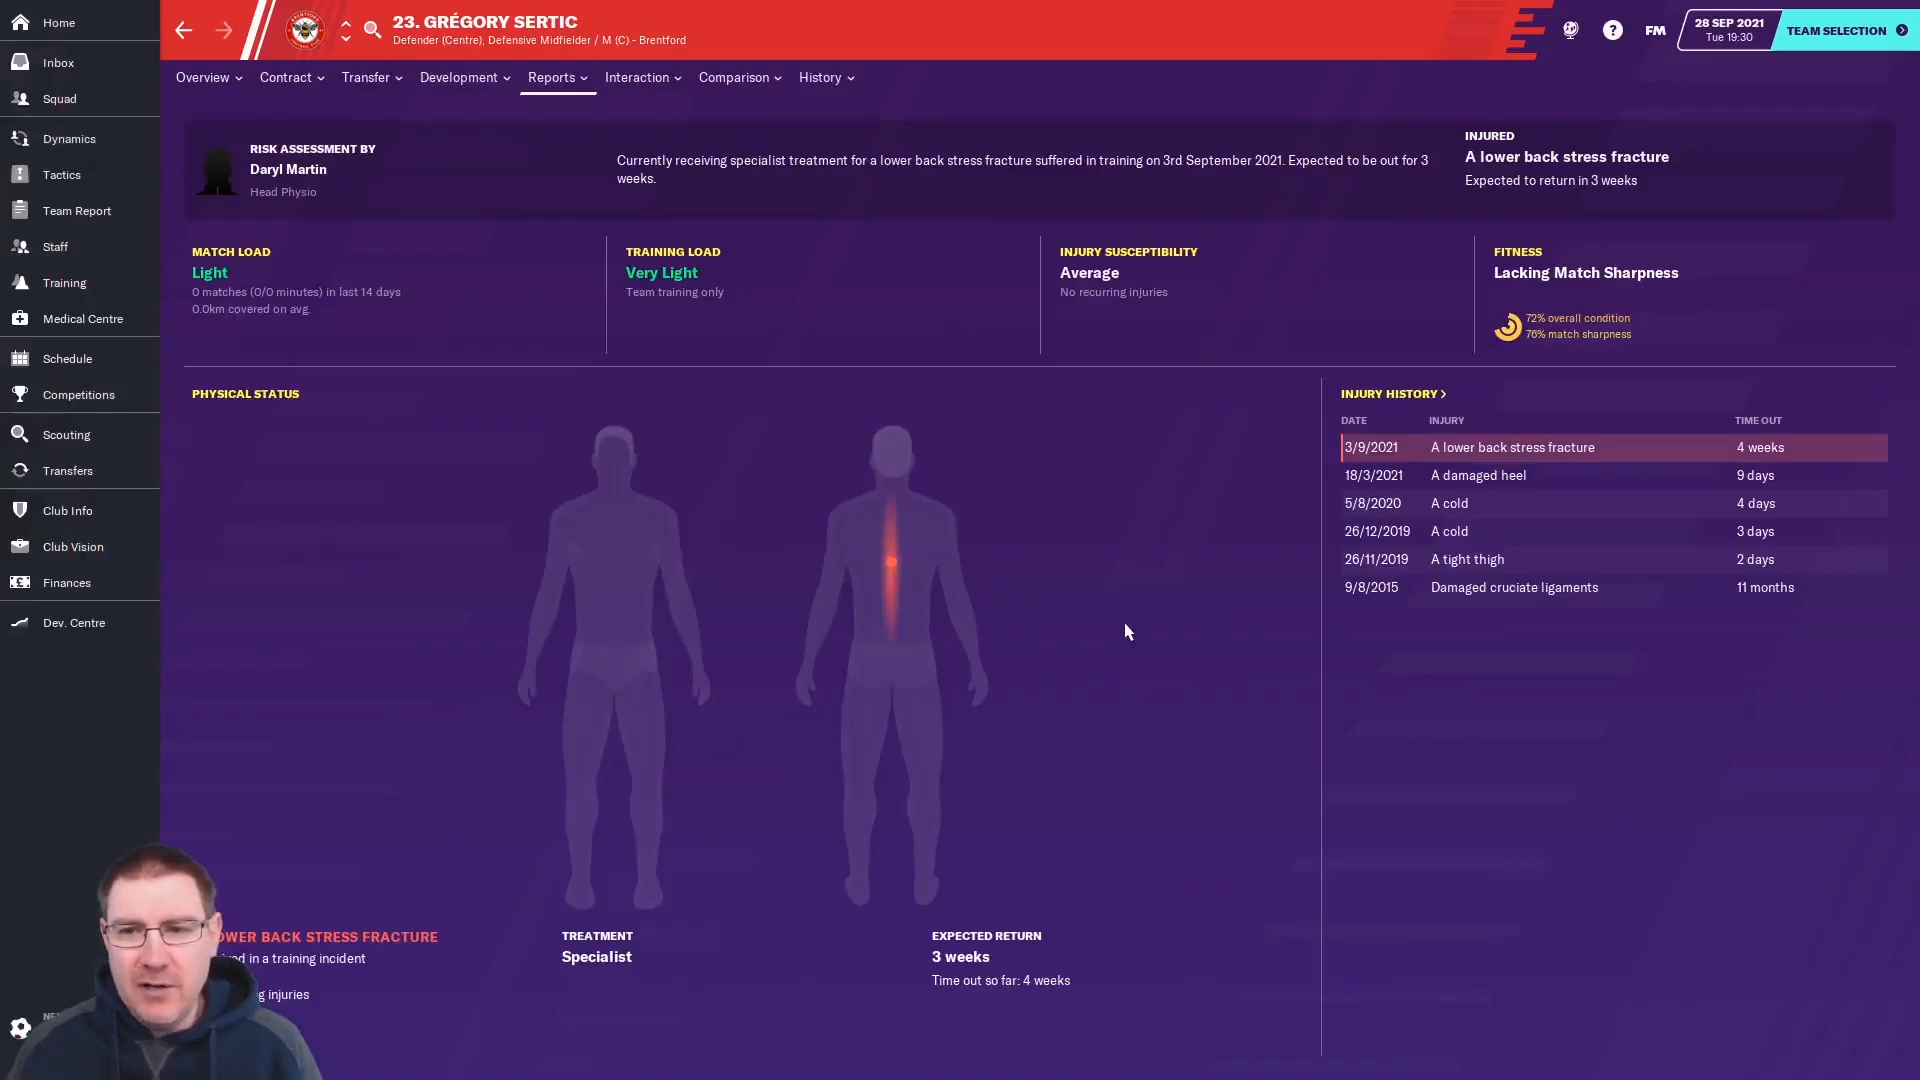 Home
Inbox
Squad
Dynamics
Tactics
Team Report
Staff
Training
Medical Centre
Schedule
Competitions
Scouting
Transfers
Club Info
Club Vision
Finances
Dev. Centre
23. GRÉGORY SERTIC
Defender (Centre), Defensive Midfielder / M (C) - Brentford
FM
28 SEP 2021
Tue 19:30
TEAM SELECTION
Overview Contract Transfer Development Reports Interaction Comparison History
RISK ASSESSMENT BY
Daryl Martin
Head Physio
Currently receiving specialist treatment for a lower back stress fracture suffered in training on 3rd September 2021. Expected to be out for 3
weeks.
INJURED
A lower back stress fracture
Expected to return in 3 weeks
MATCH LOAD
Light
0 matches (0/0 minutes) in last 14 days
0.0km covered on avg.
TRAINING LOAD
Very Light
Team training only
INJURY SUSCEPTIBILITY
Average
No recurring injuries
FITNESS
Lacking Match Sharpness
72% overall condition
76% match sharpness
PHYSICAL STATUS
INJURY HISTORY >
DATE INJURY TIME OUT
3/9/2021 A lower back stress fracture 4 weeks
18/3/2021 A damaged heel 9 days
5/8/2020 A cold 4 days
26/12/2019 A cold 3 days
26/11/2019 A tight thigh 2 days
9/8/2015 Damaged cruciate ligaments 11 months
BACK STRESS FRACTURE
in a training incident
injuries
TREATMENT
Specialist
EXPECTED RETURN
3 weeks
Time out so far: 4 weeks